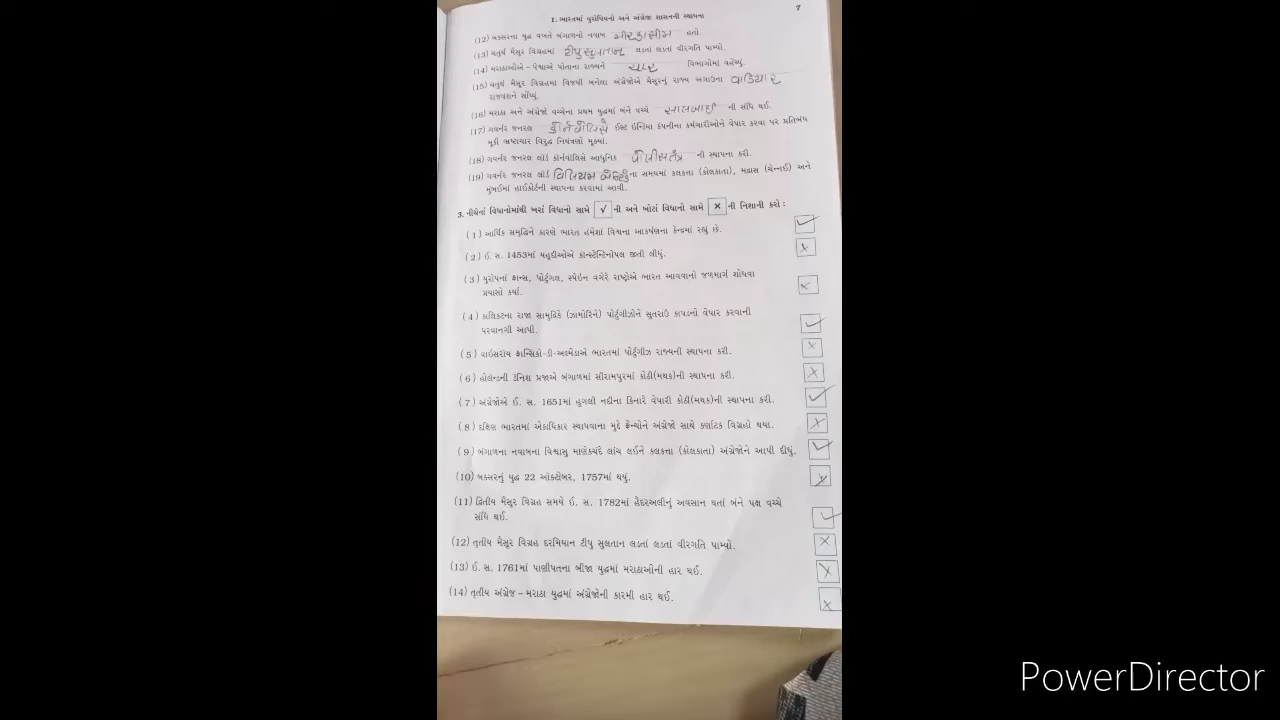 1. ભારતમાં યુરોપિયનો અને અંગ્રેજી શાસનની સ્થાપના
7
(12) બક્સરના યુદ્ધ વખતે બંગાળનો નવાબ મીરકાસીમ હતો.
(13) ચતુર્થ મૈસૂર વિગ્રહમાં ટીપુ સુલતાન લડતાં લડતાં વીરગતિ પામ્યો.
(14) મરાઠાઓએ – પેશ્વાએ પોતાના રાજ્યને ચાર વિભાગોમાં વહેંચ્યું.
(15) ચતુર્થ મૈસૂર વિગ્રહમાં વિજયી બનેલા અંગ્રેજોએ મૈસૂરનું રાજ્ય અગાઉના વાડિયાર
રાજવંશને સોંપ્યું.
(16) મરાઠા અને અંગ્રેજો વચ્ચેના પ્રથમ યુદ્ધમાં બંને પક્ષે સાલબાઈ ની સંધિ થઈ.
(17) ગવર્નર જનરલ કોર્નવોલિસે ઈસ્ટ ઇન્ડિયા કંપનીના કર્મચારીઓને વેપાર કરવા પર પ્રતિબંધ
મૂકી ભ્રષ્ટાચાર વિરુદ્ધ નિયંત્રણો મૂક્યાં.
(18) ગવર્નર જનરલ લૉર્ડ કૉર્નવૉલિસે આધુનિક પોલીસતંત્ર ની સ્થાપના કરી.
(19) ગવર્નર જનરલ લૉર્ડ વિલિયમ બેન્ટિંક ના સમયમાં કલકત્તા (કોલકાતા), મદ્રાસ (ચેન્નઈ) અને
મુંબઈમાં હાઈકોર્ટની સ્થાપના કરવામાં આવી.
3. નીચેનાં વિધાનોમાંથી ખરાં વિધાનો સામે ✓ ની અને ખોટાં વિધાનો સામે × ની નિશાની કરો :
(1) આર્થિક સમૃદ્ધિને કારણે ભારત હંમેશાં વિશ્વના આકર્ષણના કેન્દ્રમાં રહ્યું છે. ✓
(2) ઈ. સ. 1453માં યહૂદીઓએ કૉન્સ્ટેન્ટિનોપલ જીતી લીધું. ×
(3) યુરોપનાં ફ્રાન્સ, પોર્ટુગલ, સ્પેઇન વગેરે રાષ્ટ્રોએ ભારત આવવાનો જળમાર્ગ શોધવા
પ્રયાસો કર્યા. ×
(4) કાલિકટના રાજા સામુદ્રિકે (ઝામોરિને) પોર્ટુગીઝોને સુતરાઉ કાપડનો વેપાર કરવાની
પરવાનગી આપી. ✓
(5) વાઇસરૉય ફ્રાન્સિકો-ડી-અલ્મેડાએ ભારતમાં પોર્ટુગીઝ રાજ્યની સ્થાપના કરી. ×
(6) હોલૅન્ડની ડેનિશ પ્રજાએ બંગાળમાં સીરામપુરમાં કોઠી(મથક)ની સ્થાપના કરી. ×
(7) અંગ્રેજોએ ઈ. સ. 1651માં હુગલી નદીના કિનારે વેપારી કોઠી(મથક)ની સ્થાપના કરી. ✓
(8) દક્ષિણ ભારતમાં એકાધિકાર સ્થાપવાના મુદ્દે ફ્રેન્ચોને અંગ્રેજો સાથે કર્ણાટક વિગ્રહો થયા. ×
(9) બંગાળના નવાબના વિશ્વાસુ માણેકચંદે લાંચ લઈને કલકત્તા (કોલકાતા) અંગ્રેજોને આપી દીધું. ✓
(10) બક્સરનું યુદ્ધ 22 ઑક્ટોબર, 1757માં થયું. ×
(11) દ્વિતીય મૈસૂર વિગ્રહ સમયે ઈ. સ. 1782માં હૈદરઅલીનું અવસાન થતાં બંને પક્ષ વચ્ચે
સંધિ થઈ. ✓
(12) તૃતીય મૈસૂર વિગ્રહ દરમિયાન ટીપુ સુલતાન લડતાં લડતાં વીરગતિ પામ્યો. ×
(13) ઈ. સ. 1761માં પાણીપતના બીજા યુદ્ધમાં મરાઠાઓની હાર થઈ. ×
(14) તૃતીય અંગ્રેજ – મરાઠા યુદ્ધમાં અંગ્રેજોની કારમી હાર થઈ. ×
PowerDirector